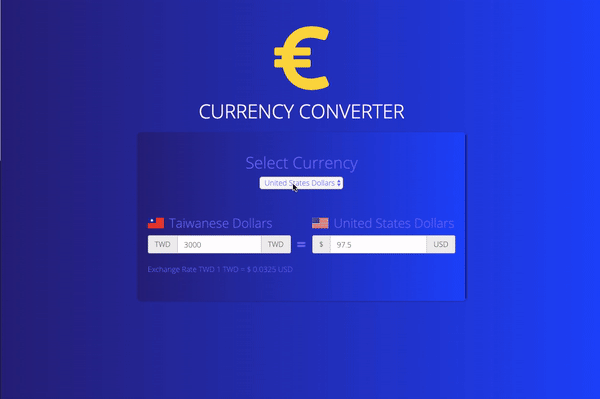 €
CURRENCY CONVERTER
Select Currency
United States Dollars
Taiwanese Dollars United States Dollars
TWD 3000 TWD = $ 97.5 USD
Exchange Rate TWD 1 TWD = $ 0.0325 USD